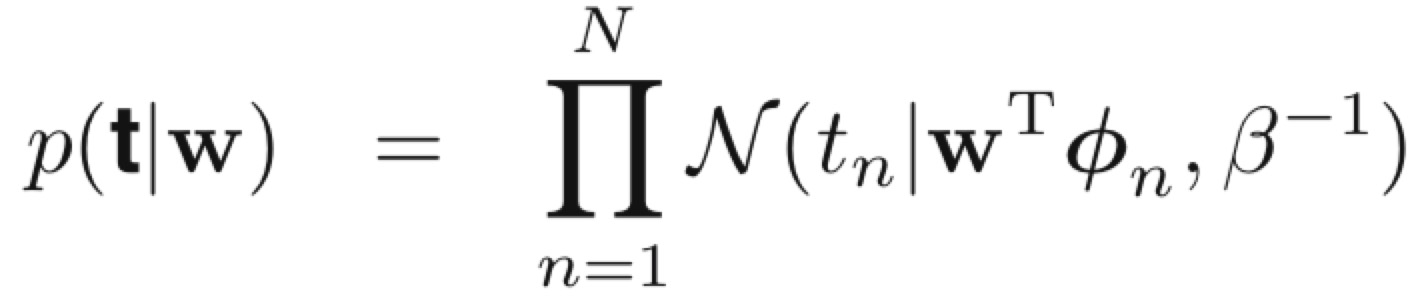 p(𝘁|𝐰) = ∏_{n=1}^{N} 𝒩(t_n|𝐰^T 𝝓_n, β^{−1})